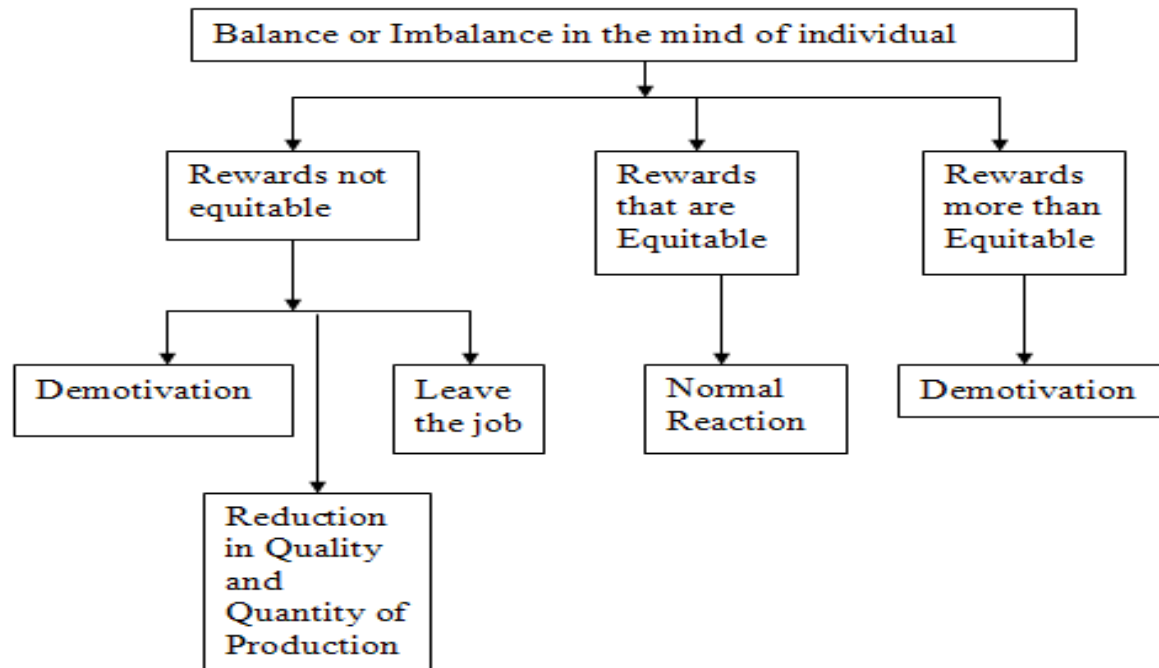 Balance or Imbalance in the mind of individual
Rewards not
equitable
Rewards
that are
Equitable
Rewards
more than
Equitable
Demotivation
Leave
the job
Normal
Reaction
Demotivation
Reduction
in Quality
and
Quantity of
Production